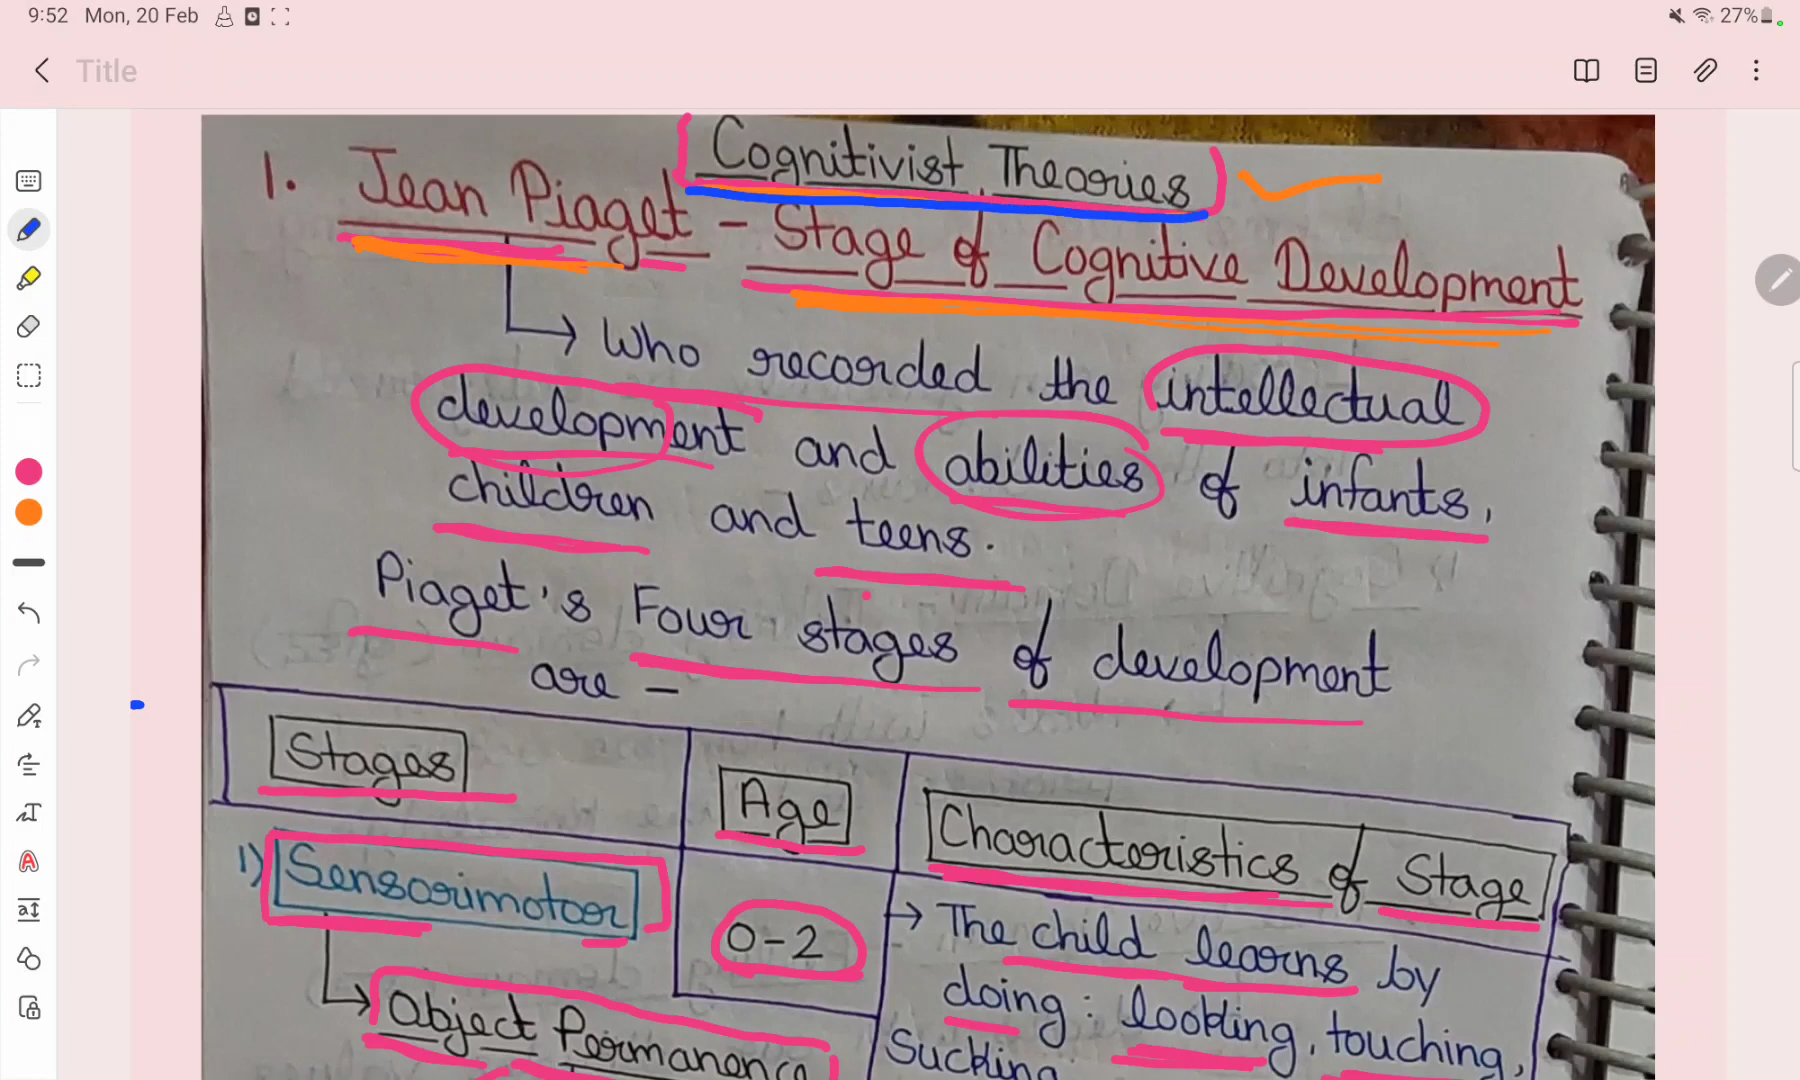 9:52 Mon, 20 Feb 27%
Title
Cognitivist Theories
1. Jean Piaget - Stage of Cognitive Development
Who recorded the intellectual
development and abilities of infants,
children and teens.
Piaget's Four stages of development
are -
Stages Age Characteristics of Stage
1) Sensorimotor 0-2 → The child learns by
doing: looking, touching,
Object Permanence sucking